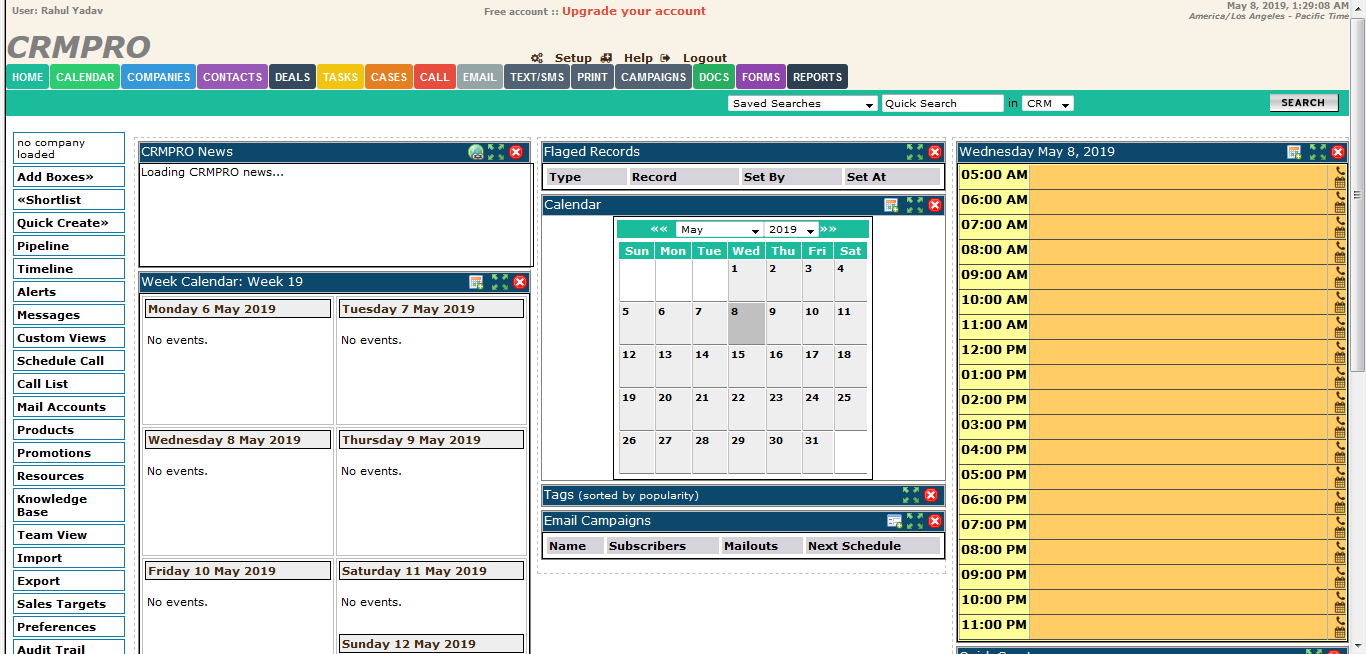 User: Rahul Yadav
Free account :: Upgrade your account
May 8, 2019, 1:29:08 AM
America/Los Angeles - Pacific Time
CRMPRO
Setup Help Logout
HOME CALENDAR COMPANIES CONTACTS DEALS TASKS CASES CALL EMAIL TEXT/SMS PRINT CAMPAIGNS DOCS FORMS REPORTS
Saved Searches Quick Search in CRM SEARCH
no company
loaded
Add Boxes»
«Shortlist
Quick Create»
Pipeline
Timeline
Alerts
Messages
Custom Views
Schedule Call
Call List
Mail Accounts
Products
Promotions
Resources
Knowledge
Base
Team View
Import
Export
Sales Targets
Preferences
Audit Trail
CRMPRO News
Loading CRMPRO news...
Week Calendar: Week 19
Monday 6 May 2019 Tuesday 7 May 2019
No events. No events.
Wednesday 8 May 2019 Thursday 9 May 2019
No events. No events.
Friday 10 May 2019 Saturday 11 May 2019
No events. No events.
Sunday 12 May 2019
Flaged Records
Type Record Set By Set At
Calendar
«« May 2019 »»
Sun Mon Tue Wed Thu Fri Sat
1 2 3 4
5 6 7 8 9 10 11
12 13 14 15 16 17 18
19 20 21 22 23 24 25
26 27 28 29 30 31
Tags (sorted by popularity)
Email Campaigns
Name Subscribers Mailouts Next Schedule
Wednesday May 8, 2019
05:00 AM
06:00 AM
07:00 AM
08:00 AM
09:00 AM
10:00 AM
11:00 AM
12:00 PM
01:00 PM
02:00 PM
03:00 PM
04:00 PM
05:00 PM
06:00 PM
07:00 PM
08:00 PM
09:00 PM
10:00 PM
11:00 PM